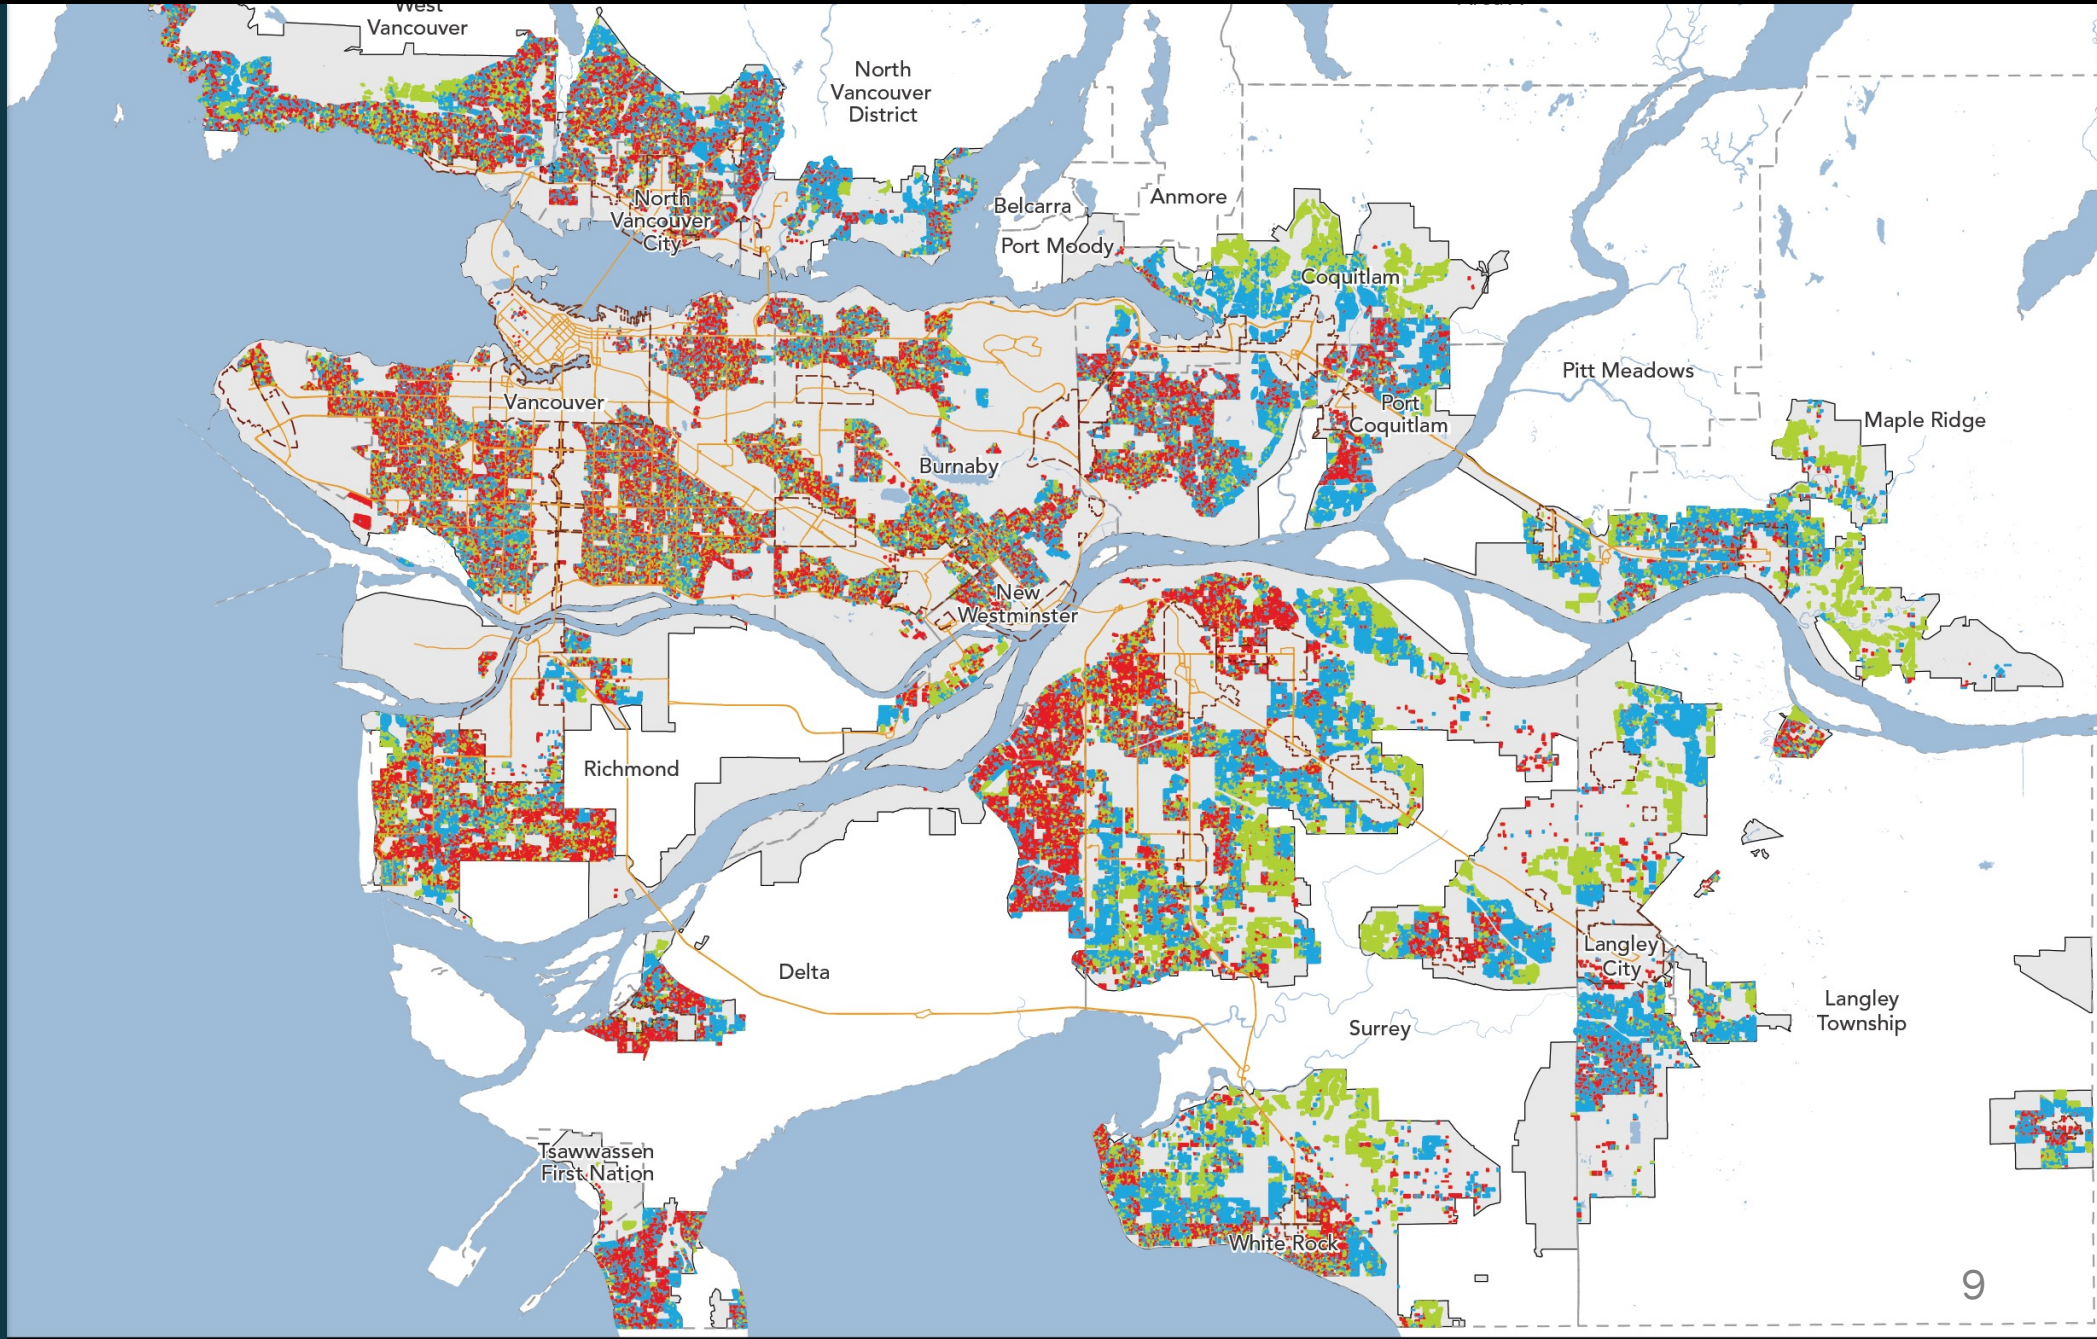 West
Vancouver
North
Vancouver
District
North
Vancouver
City
Belcarra
Anmore
Port Moody
Coquitlam
Pitt Meadows
Vancouver
Port
Coquitlam
Maple Ridge
Burnaby
New
Westminster
Richmond
Delta
Langley
City
Langley
Township
Surrey
Tsawwassen
First Nation
White Rock
9